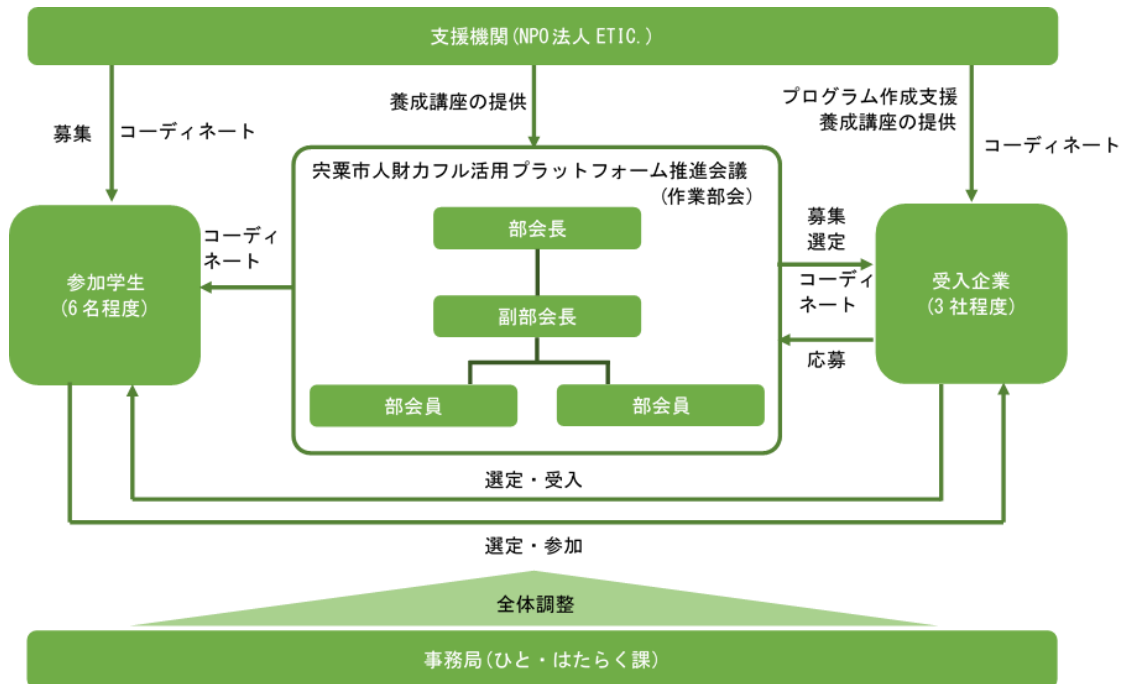 支援機関(NPO法人ETIC.)
募集
コーディネート
養成講座の提供
プログラム作成支援
養成講座の提供
コーディネート
宍粟市人財力フル活用プラットフォーム推進会議
(作業部会)
部会長
副部会長
部会員
部会員
コーディ
ネート
参加学生
(6名程度)
募集
選定
コーディ
ネート
応募
受入企業
(3社程度)
選定・受入
選定・参加
全体調整
事務局(ひと・はたらく課)